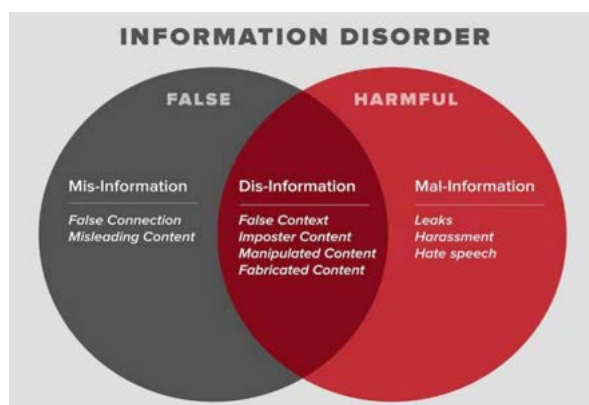 INFORMATION DISORDER
FALSE
HARMFUL
Mis-Information
False Connection
Misleading Content
Dis-Information
False Context
Imposter Content
Manipulated Content
Fabricated Content
Mal-Information
Leaks
Harassment
Hate speech